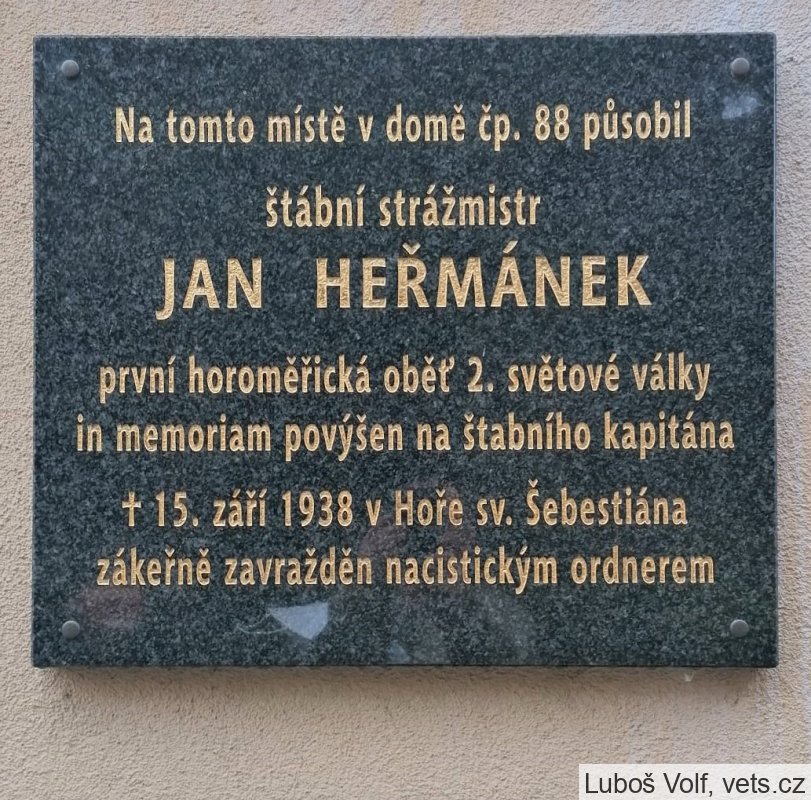 Na tomto místě v domě čp. 88 působil
štábní strážmistr
JAN HEŘMÁNEK
první horoměřická oběť 2. světové války
in memoriam povýšen na štabního kapitána
✝ 15. září 1938 v Hoře sv. Šebestiána
zákeřně zavražděn nacistickým ordnerem
Luboš Volf, vets.cz